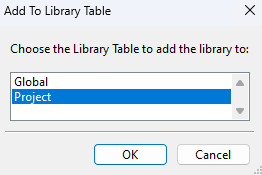 Add To Library Table
Choose the Library Table to add the library to:
Global
Project
OK
Cancel